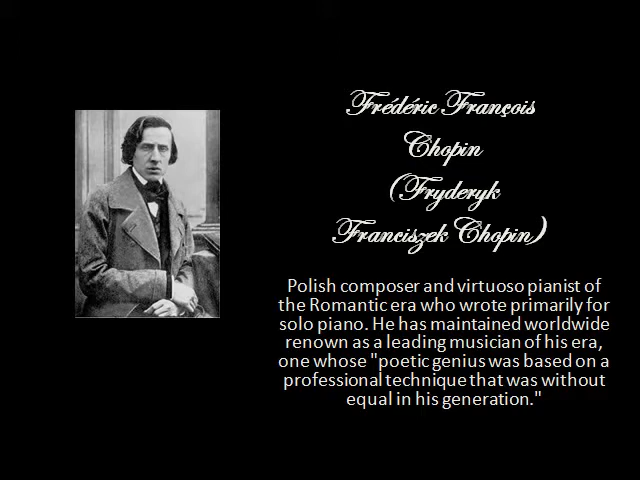 Frédéric François
Chopin
(Fryderyk
Franciszek Chopin)
Polish composer and virtuoso pianist of
the Romantic era who wrote primarily for
solo piano. He has maintained worldwide
renown as a leading musician of his era,
one whose "poetic genius was based on a
professional technique that was without
equal in his generation."